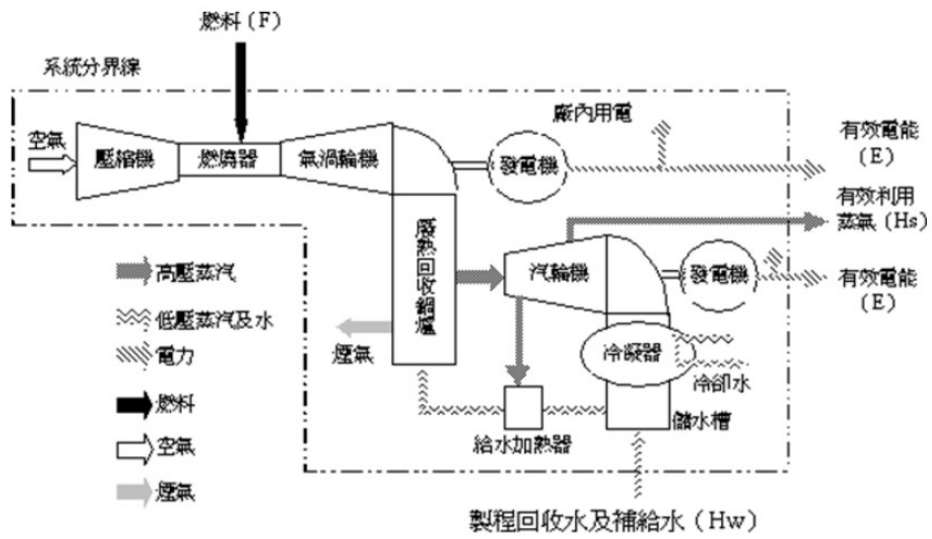 燃料 (F)
系統分界線
空氣
壓縮機
燃燒器
氣渦輪機
發電機
廠內用電
有效電能
(E)
有效利用
蒸氣 (Hs)
廢熱回收鍋爐
汽輪機
發電機
有效電能
(E)
高壓蒸汽
低壓蒸汽及水
電力
燃料
空氣
煙氣
煙氣
冷凝器
冷卻水
儲水槽
給水加熱器
製程回收水及補給水 (Hw)